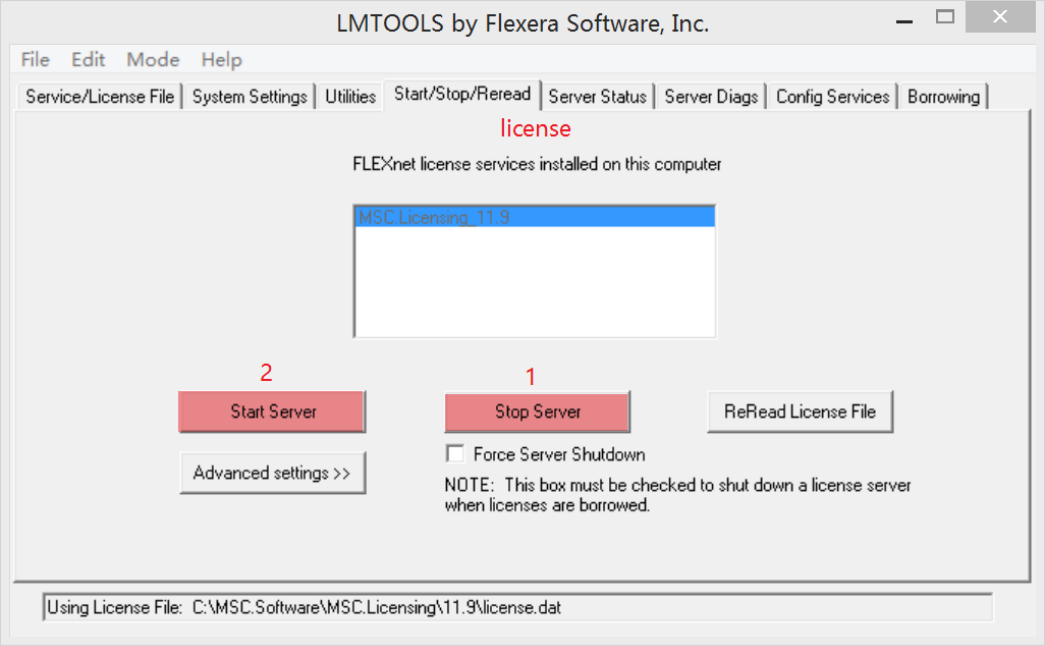 LMTOOLS by Flexera Software, Inc.
File Edit Mode Help
Service/License File System Settings Utilities Start/Stop/Reread Server Status Server Diags Config Services Borrowing
license
FLEXnet license services installed on this computer
MSC.Licensing_11.9
2 1
Start Server Stop Server ReRead License File
Force Server Shutdown
Advanced settings >>
NOTE: This box must be checked to shut down a license server
when licenses are borrowed.
Using License File: C:\MSC.Software\MSC.Licensing\11.9\license.dat